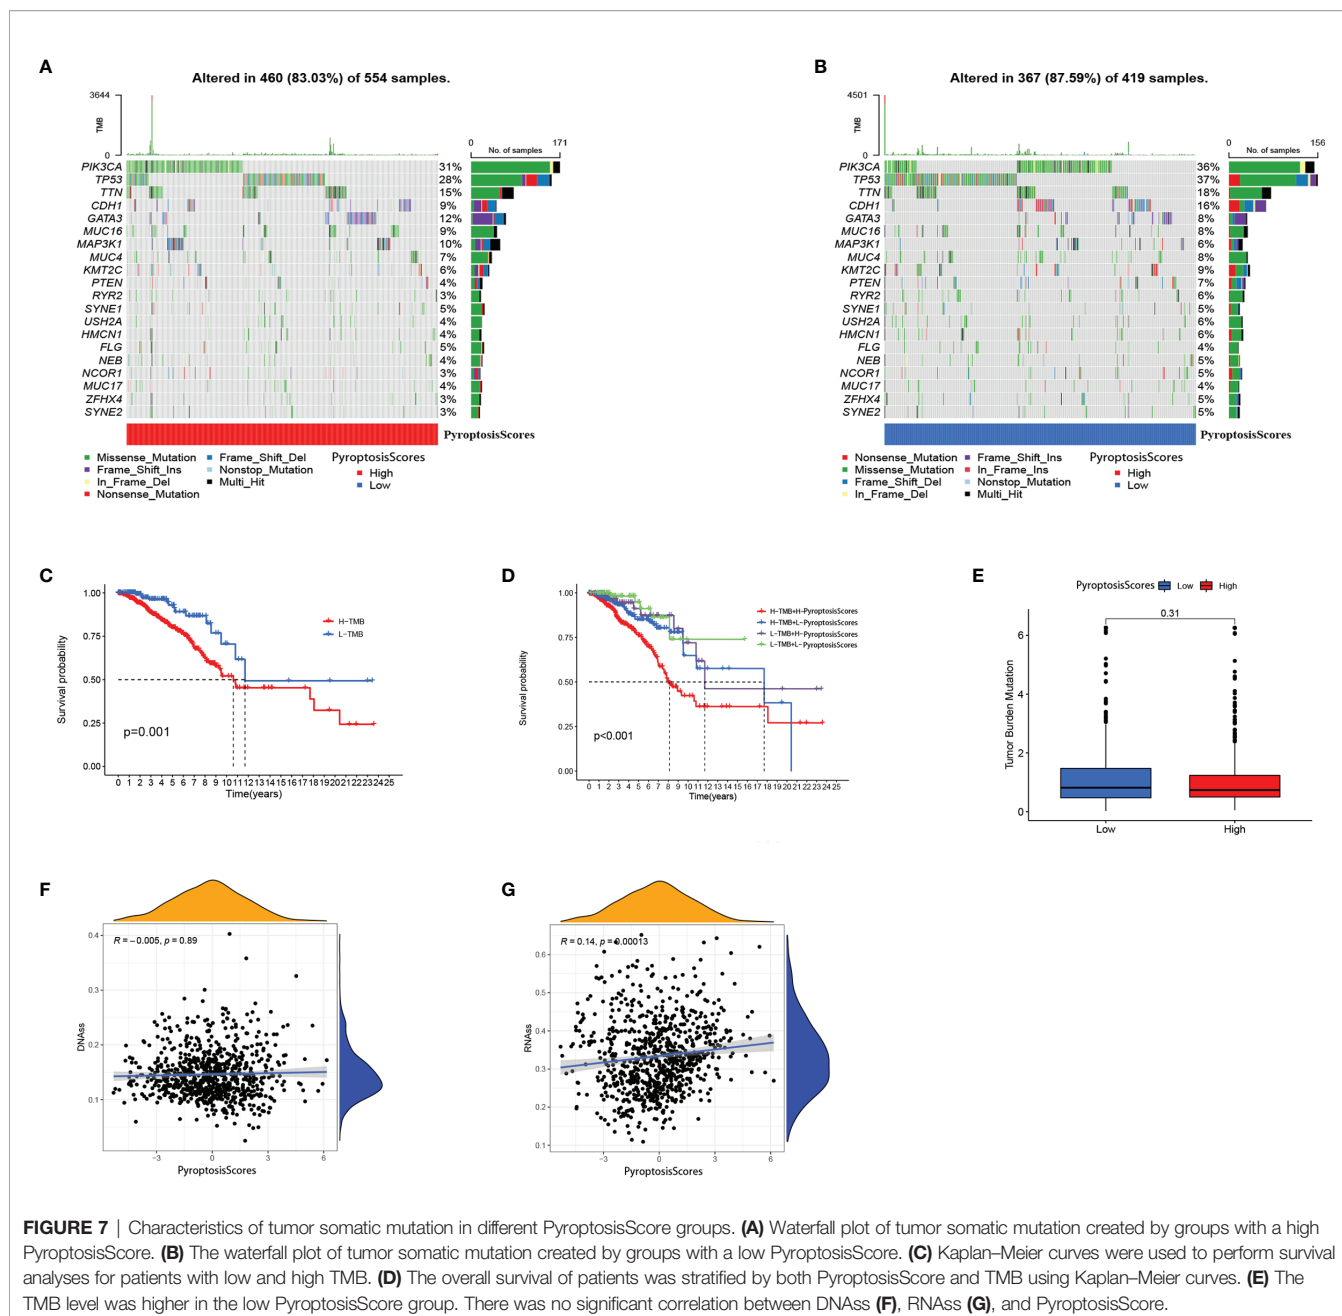 A
Altered in 460 (83.03%) of 554 samples.
3644
TMB
0
No. of samples
0 171
PIK3CA 31%
TP53 28%
TTN 15%
CDH1 9%
GATA3 12%
MUC16 9%
MAP3K1 10%
MUC4 7%
KMT2C 6%
PTEN 4%
RYR2 3%
SYNE1 5%
USH2A 4%
HMCN1 4%
FLG 5%
NEB 4%
NCOR1 3%
MUC17 4%
ZFHX4 3%
SYNE2 3%
PyroptosisScores
Missense_Mutation Frame_Shift_Del PyroptosisScores
Frame_Shift_Ins Nonstop_Mutation High
In_Frame_Del Multi_Hit Low
Nonsense_Mutation
B
Altered in 367 (87.59%) of 419 samples.
4501
TMB
0
No. of samples
0 156
PIK3CA 36%
TP53 37%
TTN 18%
CDH1 16%
GATA3 8%
MUC16 8%
MAP3K1 6%
MUC4 8%
KMT2C 9%
PTEN 7%
RYR2 6%
SYNE1 5%
USH2A 6%
HMCN1 6%
FLG 4%
NEB 5%
NCOR1 5%
MUC17 4%
ZFHX4 5%
SYNE2 5%
PyroptosisScores
Nonsense_Mutation Frame_Shift_Ins PyroptosisScores
Missense_Mutation In_Frame_Ins High
Frame_Shift_Del Nonstop_Mutation Low
In_Frame_Del Multi_Hit
C
1.00
0.75
0.50
0.25
0.00
Survival probability
H-TMB
L-TMB
p=0.001
0 1 2 3 4 5 6 7 8 9 10 11 12 13 14 15 16 17 18 19 20 21 22 23 24 25
Time(years)
D
1.00
0.75
0.50
0.25
0.00
Survival probability
H-TMB+H-PyroptosisScores
H-TMB+L-PyroptosisScores
L-TMB+H-PyroptosisScores
L-TMB+L-PyroptosisScores
p<0.001
0 1 2 3 4 5 6 7 8 9 10 11 12 13 14 15 16 17 18 19 20 21 22 23 24 25
Time(years)
E
PyroptosisScores Low High
0.31
6
4
2
0
Tumor Burden Mutation
Low High
F
R = −0.005, p = 0.89
0.4
0.3
0.2
0.1
DNAss
−3 0 3 6
PyroptosisScores
G
R = 0.14, p = 0.00013
0.6
0.5
0.4
0.3
0.2
0.1
RNAss
−3 0 3 6
PyroptosisScores
FIGURE 7 | Characteristics of tumor somatic mutation in different PyroptosisScore groups. (A) Waterfall plot of tumor somatic mutation created by groups with a high
PyroptosisScore. (B) The waterfall plot of tumor somatic mutation created by groups with a low PyroptosisScore. (C) Kaplan–Meier curves were used to perform survival
analyses for patients with low and high TMB. (D) The overall survival of patients was stratified by both PyroptosisScore and TMB using Kaplan–Meier curves. (E) The
TMB level was higher in the low PyroptosisScore group. There was no significant correlation between DNAss (F), RNAss (G), and PyroptosisScore.